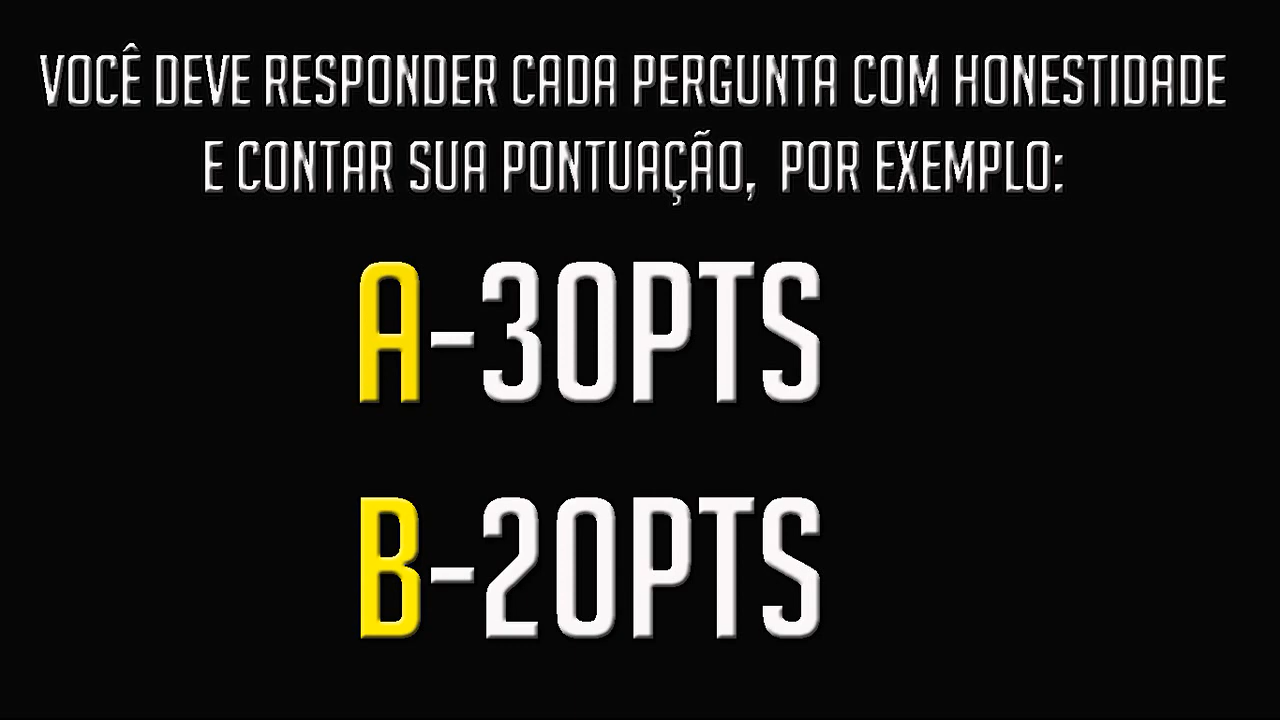 VOCÊ DEVE RESPONDER CADA PERGUNTA COM HONESTIDADE
E CONTAR SUA PONTUAÇÃO, POR EXEMPLO:
A-30PTS
B-20PTS